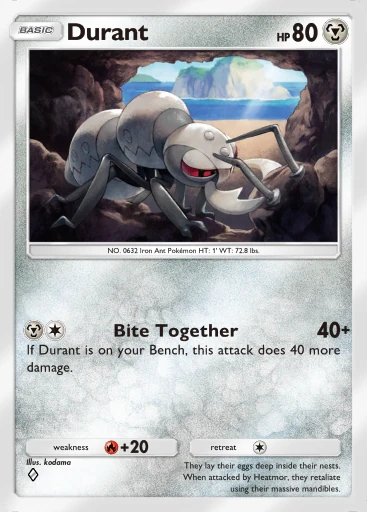 BASIC Durant HP 80
NO. 0632 Iron Ant Pokémon HT: 1' WT: 72.8 lbs.
Bite Together 40+
If Durant is on your Bench, this attack does 40 more
damage.
weakness +20 retreat
Illus. kodama
They lay their eggs deep inside their nests.
When attacked by Heatmor, they retaliate
using their massive mandibles.